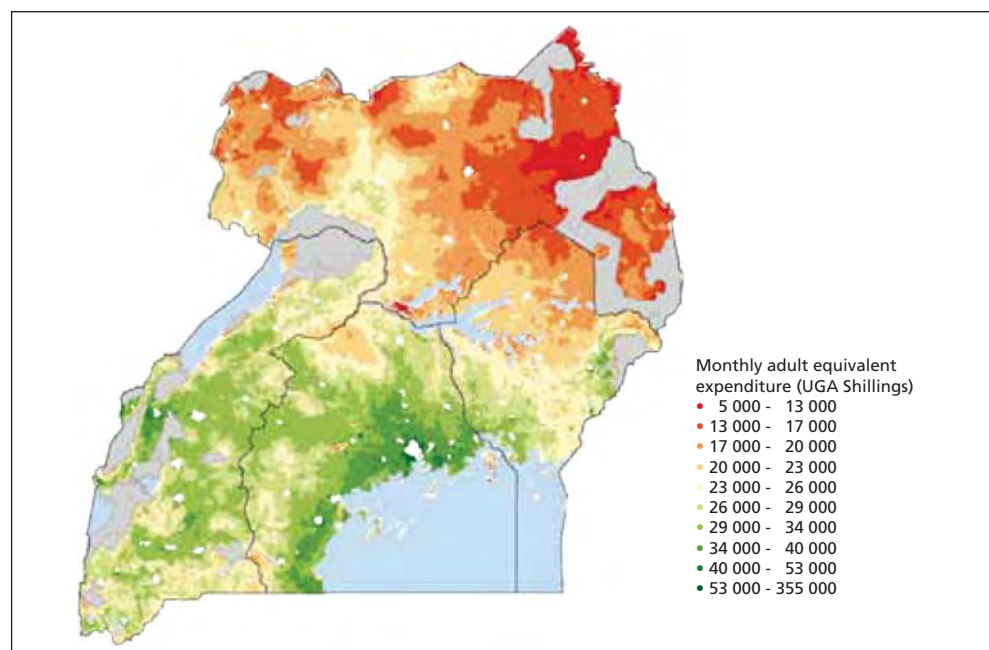 Monthly adult equivalent
expenditure (UGA Shillings)
5 000 - 13 000
13 000 - 17 000
17 000 - 20 000
20 000 - 23 000
23 000 - 26 000
26 000 - 29 000
29 000 - 34 000
34 000 - 40 000
40 000 - 53 000
53 000 - 355 000